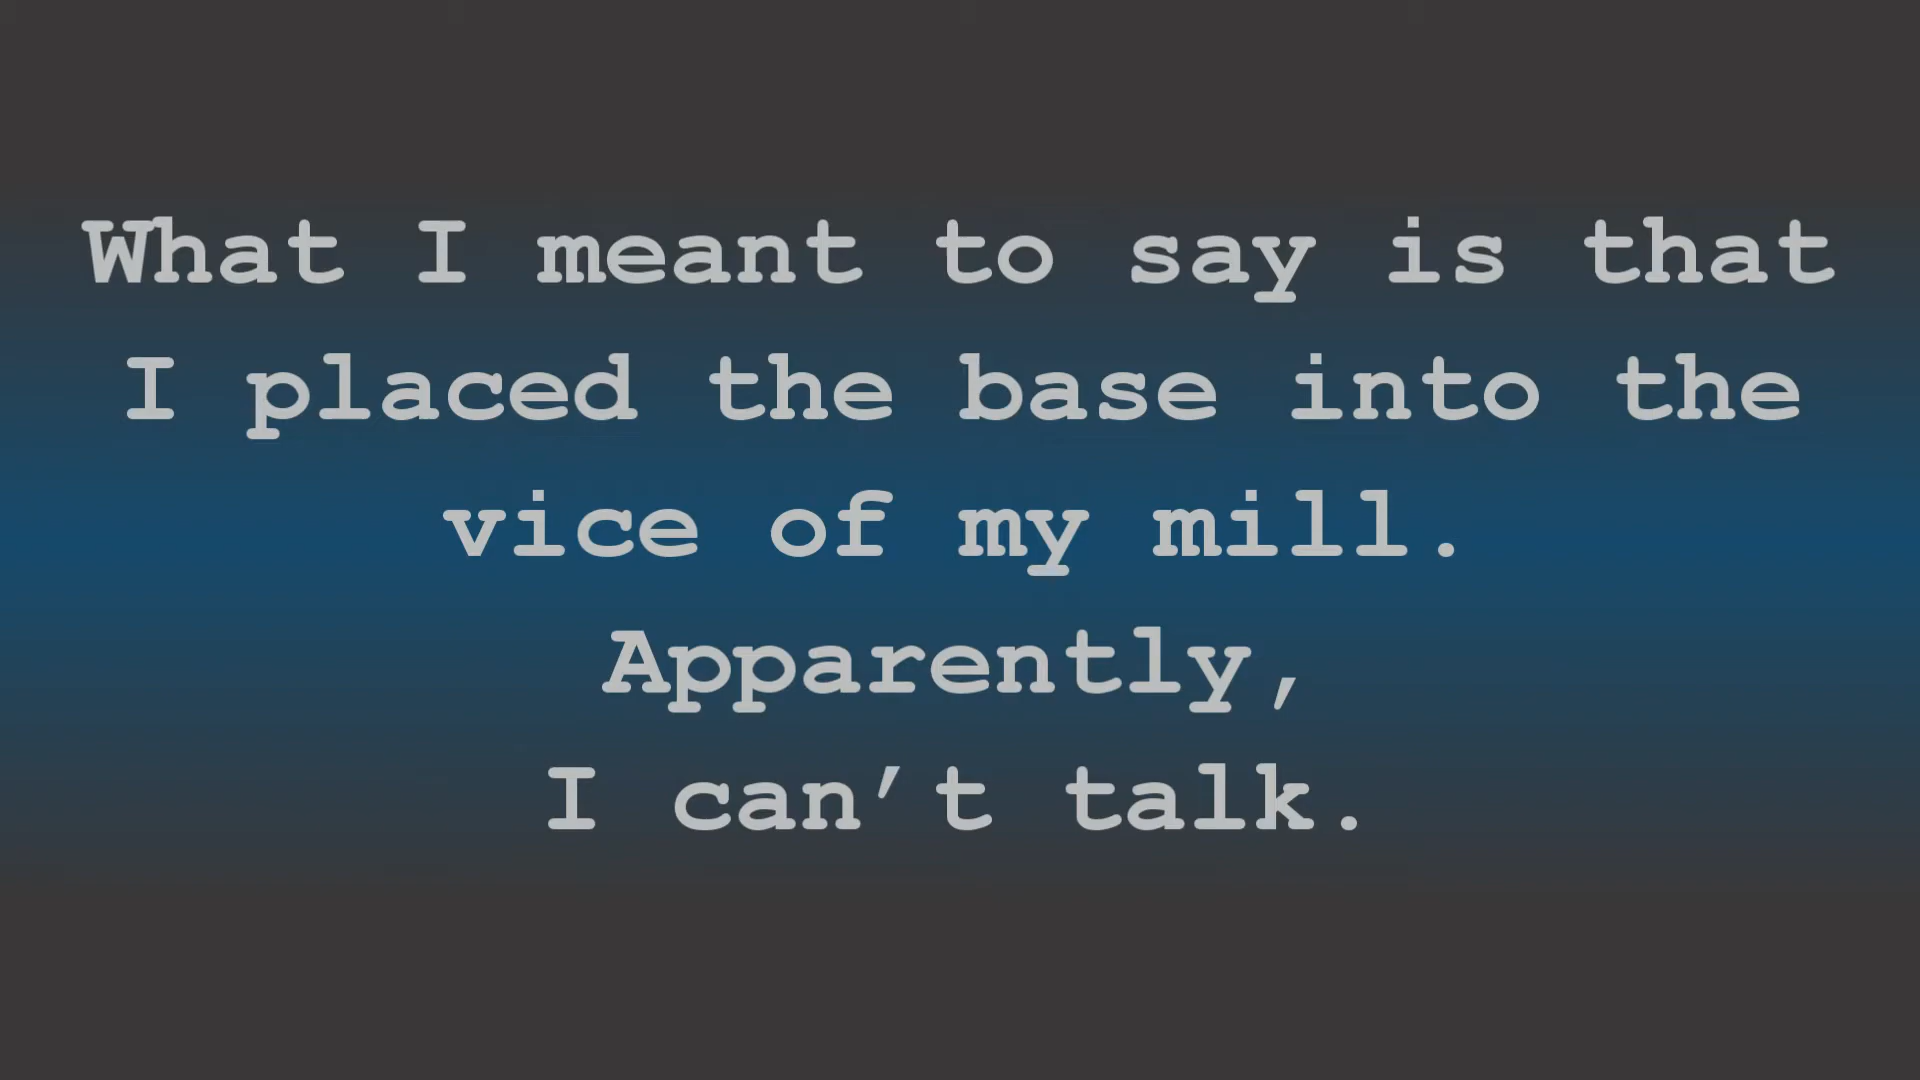 What I meant to say is that
I placed the base into the
vice of my mill.
Apparently,
I can’t talk.